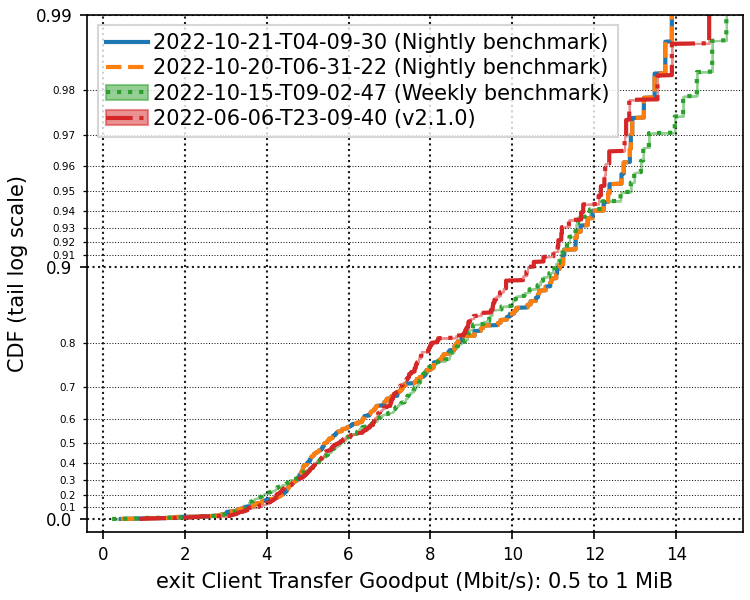 2022-10-21-T04-09-30 (Nightly benchmark)
2022-10-20-T06-31-22 (Nightly benchmark)
2022-10-15-T09-02-47 (Weekly benchmark)
2022-06-06-T23-09-40 (v2.1.0)
CDF (tail log scale)
0.99
0.98
0.97
0.96
0.95
0.94
0.93
0.92
0.91
0.9
0.8
0.7
0.6
0.5
0.4
0.3
0.2
0.1
0.0
0 2 4 6 8 10 12 14
exit Client Transfer Goodput (Mbit/s): 0.5 to 1 MiB